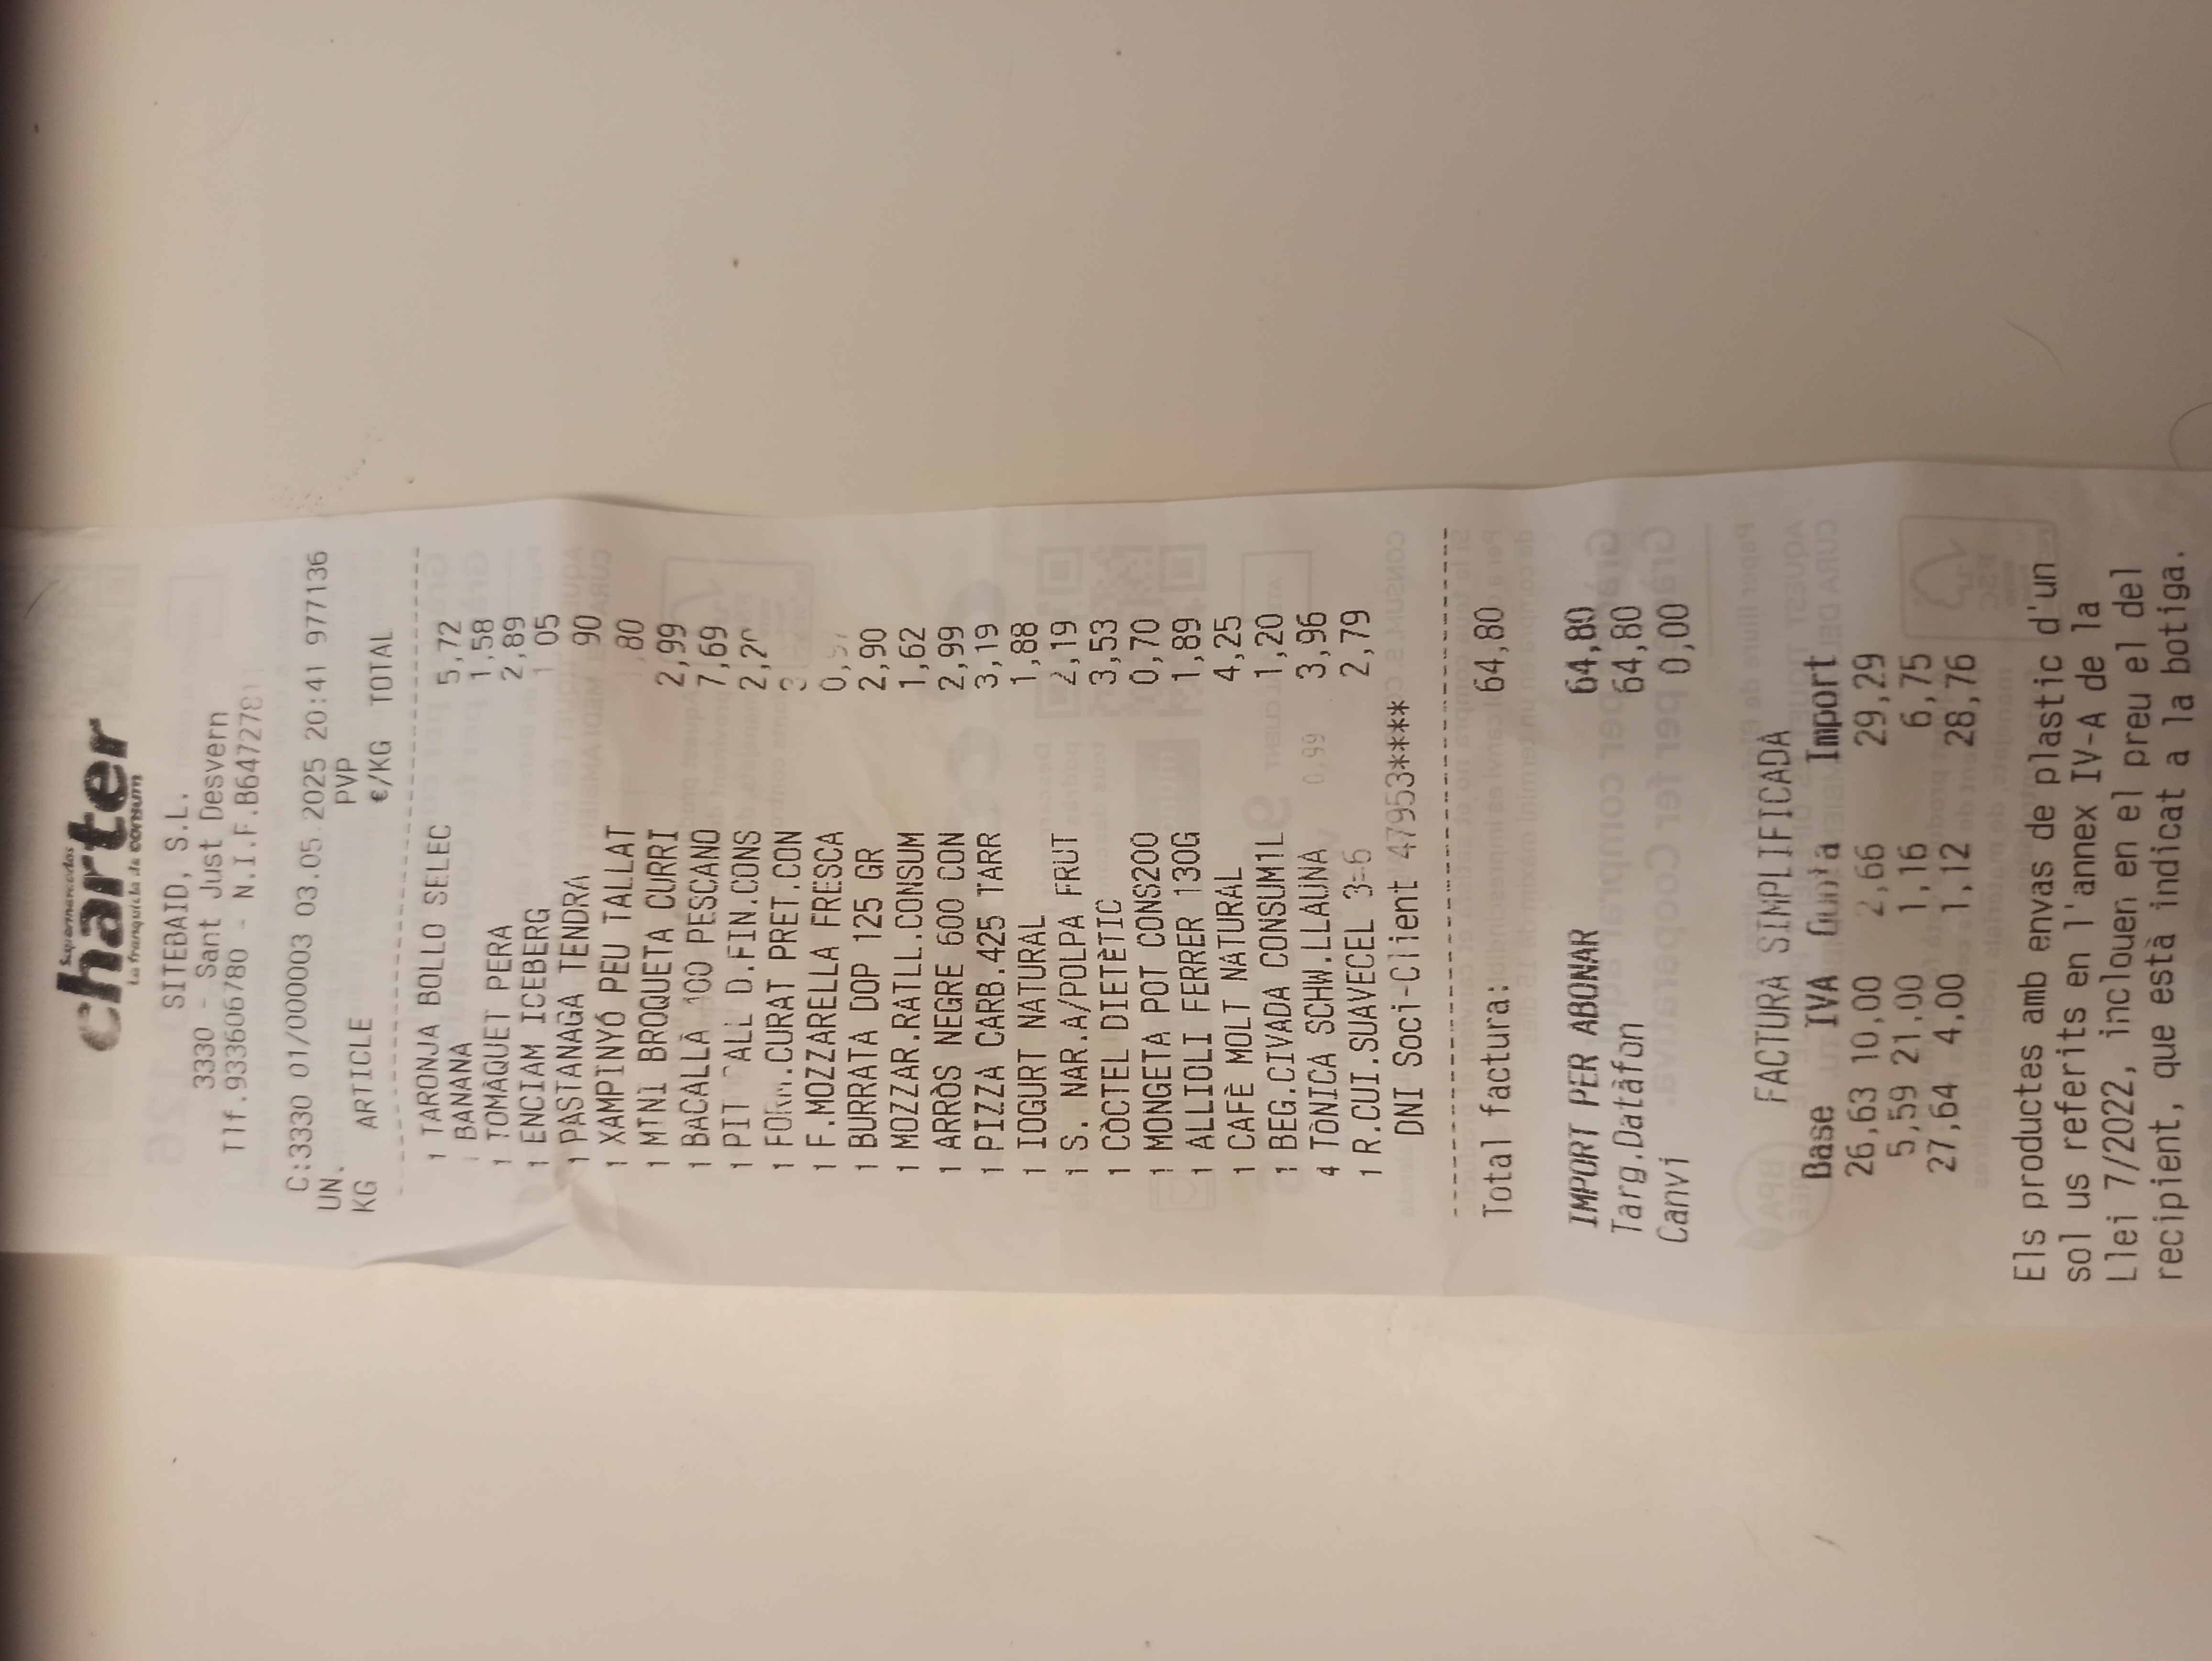 Supermercados
charter
La franquicia de consum
SITEBAID, S.L.
3330 - Sant Just Desvern
Tlf.933606780 - N.I.F.B64727781
C:3330 01/000003 03.05.2025 20:41 977136
UN. PVP
KG ARTICLE €/KG TOTAL
1 TARONJA BOLLO SELEC 5,72
1 BANANA 1,58
1 TOMÀQUET PERA 2,89
1 ENCIAM ICEBERG 1 05
1 PASTANAGA TENDRA 90
1 XAMPINYÓ PEU TALLAT ,80
1 MINI BROQUETA CURRI 2,99
1 BACALLÀ 400 PESCANO 7,69
1 PIT ALL D.FIN.CONS
1 FORM.CURAT PRET.CON
1 F.MOZZARELLA FRESCA
1 BURRATA DOP 125 GR 2,90
1 MOZZAR.RATLL.CONSUM 1,62
1 ARRÒS NEGRE 600 CON 2,99
1 PIZZA CARB.425 TARR 3,19
1 IOGURT NATURAL 1,88
1 S. NAR.A/POLPA FRUT 2,19
1 CÒCTEL DIETÈTIC 3,53
1 MONGETA POT CONS200 0,70
1 ALLIOLI FERRER 130G 1,89
1 CAFÈ MOLT NATURAL 4,25
1 BEG.CIVADA CONSUM1L 1,20
4 TÒNICA SCHW.LLAUNA 0,99 3,96
1 R.CUI.SUAVECEL 3=6 2,79
DNI Soci-Client 47953****
Total factura: 64,80
IMPORT PER ABONAR 64,80
Targ.Datàfon 64,80
Canvi 0,00
FACTURA SIMPLIFICADA
Base IVA Quota Import
26,63 10,00 2,66 29,29
5,59 21,00 1,16 6,75
27,64 4,00 1,12 28,76
Els productes amb envas de plastic d'un
sol us referits en l'annex IV-A de la
Llei 7/2022, inclouen en el preu el del
recipient, que està indicat a la botiga.